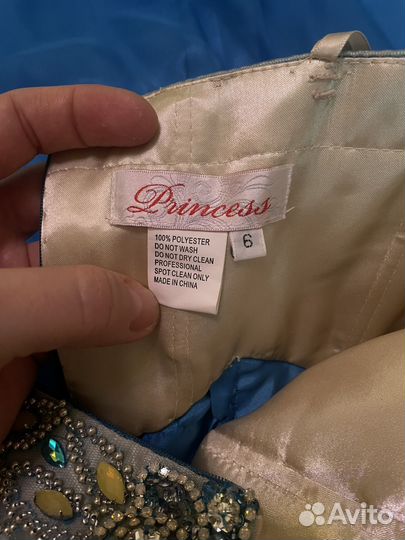 Princess
6
100% POLYESTER
DO NOT WASH
DO NOT DRY CLEAN
PROFESSIONAL
SPOT CLEAN ONLY
MADE IN CHINA
Avito